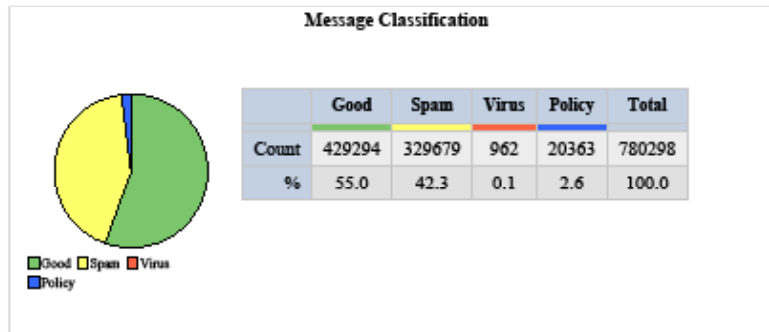 Message Classification
Good Spam Virus Policy Total
Count 429294 329679 962 20363 780298
% 55.0 42.3 0.1 2.6 100.0
Good Spam Virus
Policy